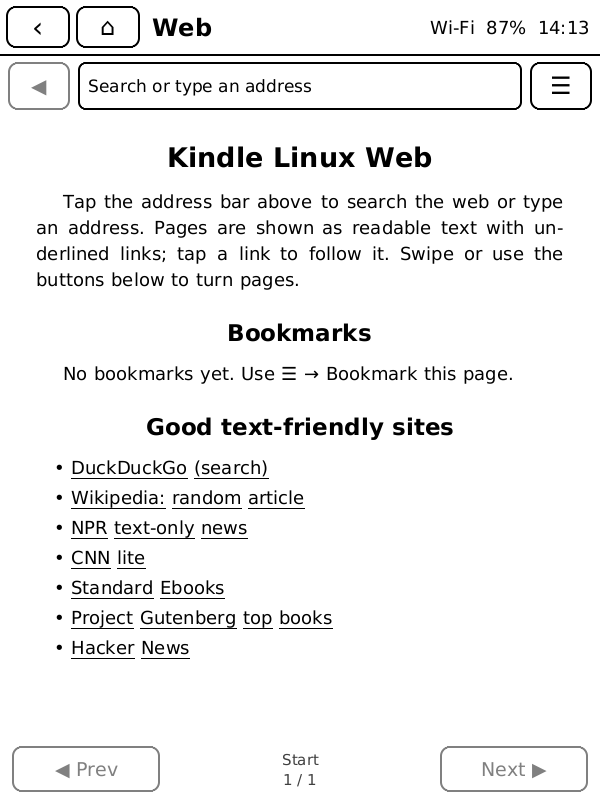 ‹ ⌂ Web Wi-Fi 87% 14:13
◀ Search or type an address ☰
Kindle Linux Web
Tap the address bar above to search the web or type
an address. Pages are shown as readable text with un-
derlined links; tap a link to follow it. Swipe or use the
buttons below to turn pages.
Bookmarks
No bookmarks yet. Use ☰ → Bookmark this page.
Good text-friendly sites
• DuckDuckGo (search)
• Wikipedia: random article
• NPR text-only news
• CNN lite
• Standard Ebooks
• Project Gutenberg top books
• Hacker News
◀ Prev
Start
1 / 1
Next ▶